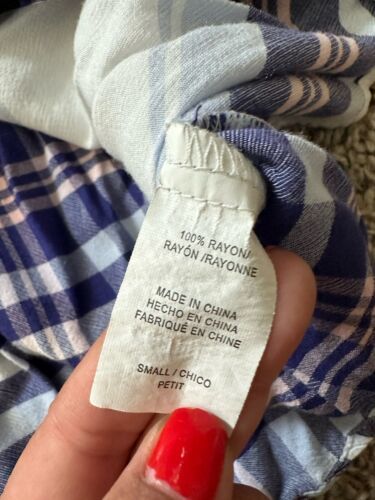 100% RAYON/
RAYÓN /RAYONNE
MADE IN CHINA
HECHO EN CHINA
FABRIQUÉ EN CHINE
SMALL / CHICO
PETIT